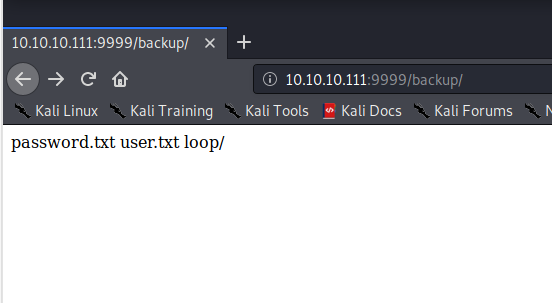 10.10.10.111:9999/backup/
10.10.10.111:9999/backup/
Kali Linux Kali Training Kali Tools Kali Docs Kali Forums
password.txt user.txt loop/